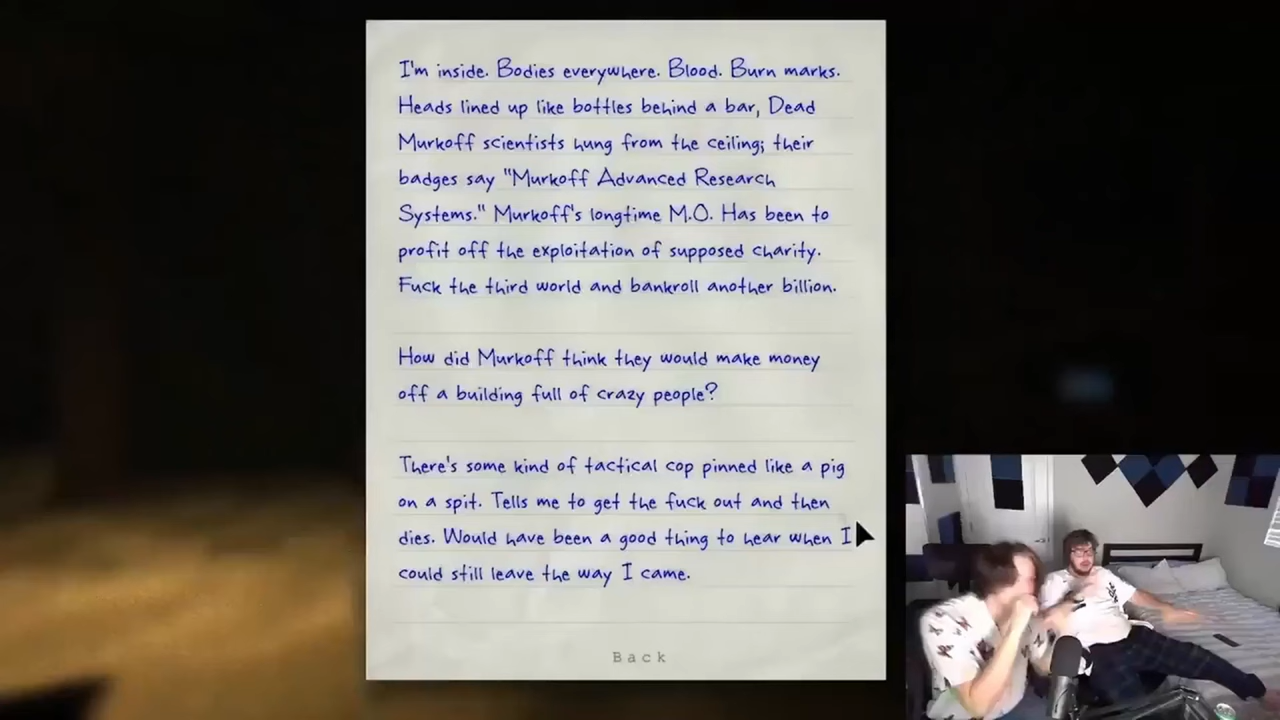 I'm inside. Bodies everywhere. Blood. Burn marks.
Heads lined up like bottles behind a bar, Dead
Murkoff scientists hung from the ceiling; their
badges say "Murkoff Advanced Research
Systems." Murkoff's longtime M.O. Has been to
profit off the exploitation of supposed charity.
Fuck the third world and bankroll another billion.
How did Murkoff think they would make money
off a building full of crazy people?
There's some kind of tactical cop pinned like a pig
on a spit. Tells me to get the fuck out and then
dies. Would have been a good thing to hear when I
could still leave the way I came.
Back